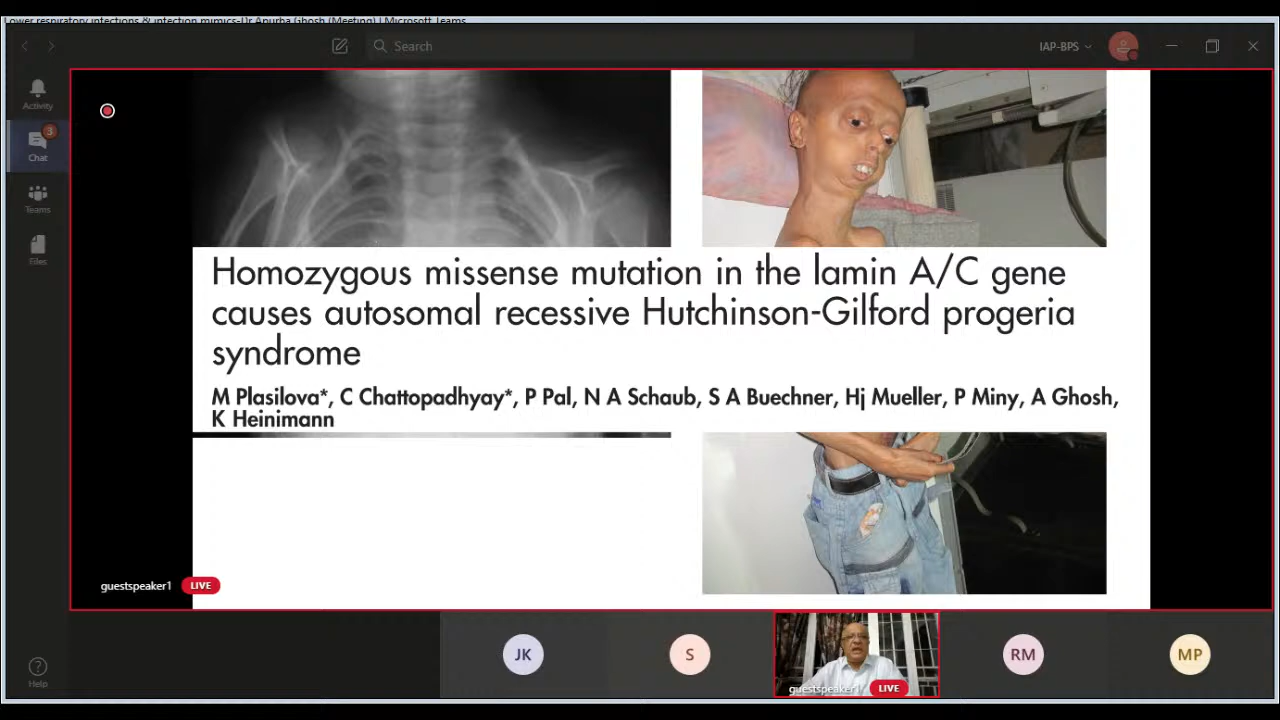 Lower respiratory infections & infection mimics-Dr Apurba Ghosh (Meeting) | Microsoft Teams
Search
IAP-BPS
Activity
3
Chat
Teams
Files
Homozygous missense mutation in the lamin A/C gene
causes autosomal recessive Hutchinson-Gilford progeria
syndrome
M Plasilova*, C Chattopadhyay*, P Pal, N A Schaub, S A Buechner, Hj Mueller, P Miny, A Ghosh,
K Heinimann
guestspeaker1 LIVE
Help
JK
S
guestspeaker1 LIVE
RM
MP